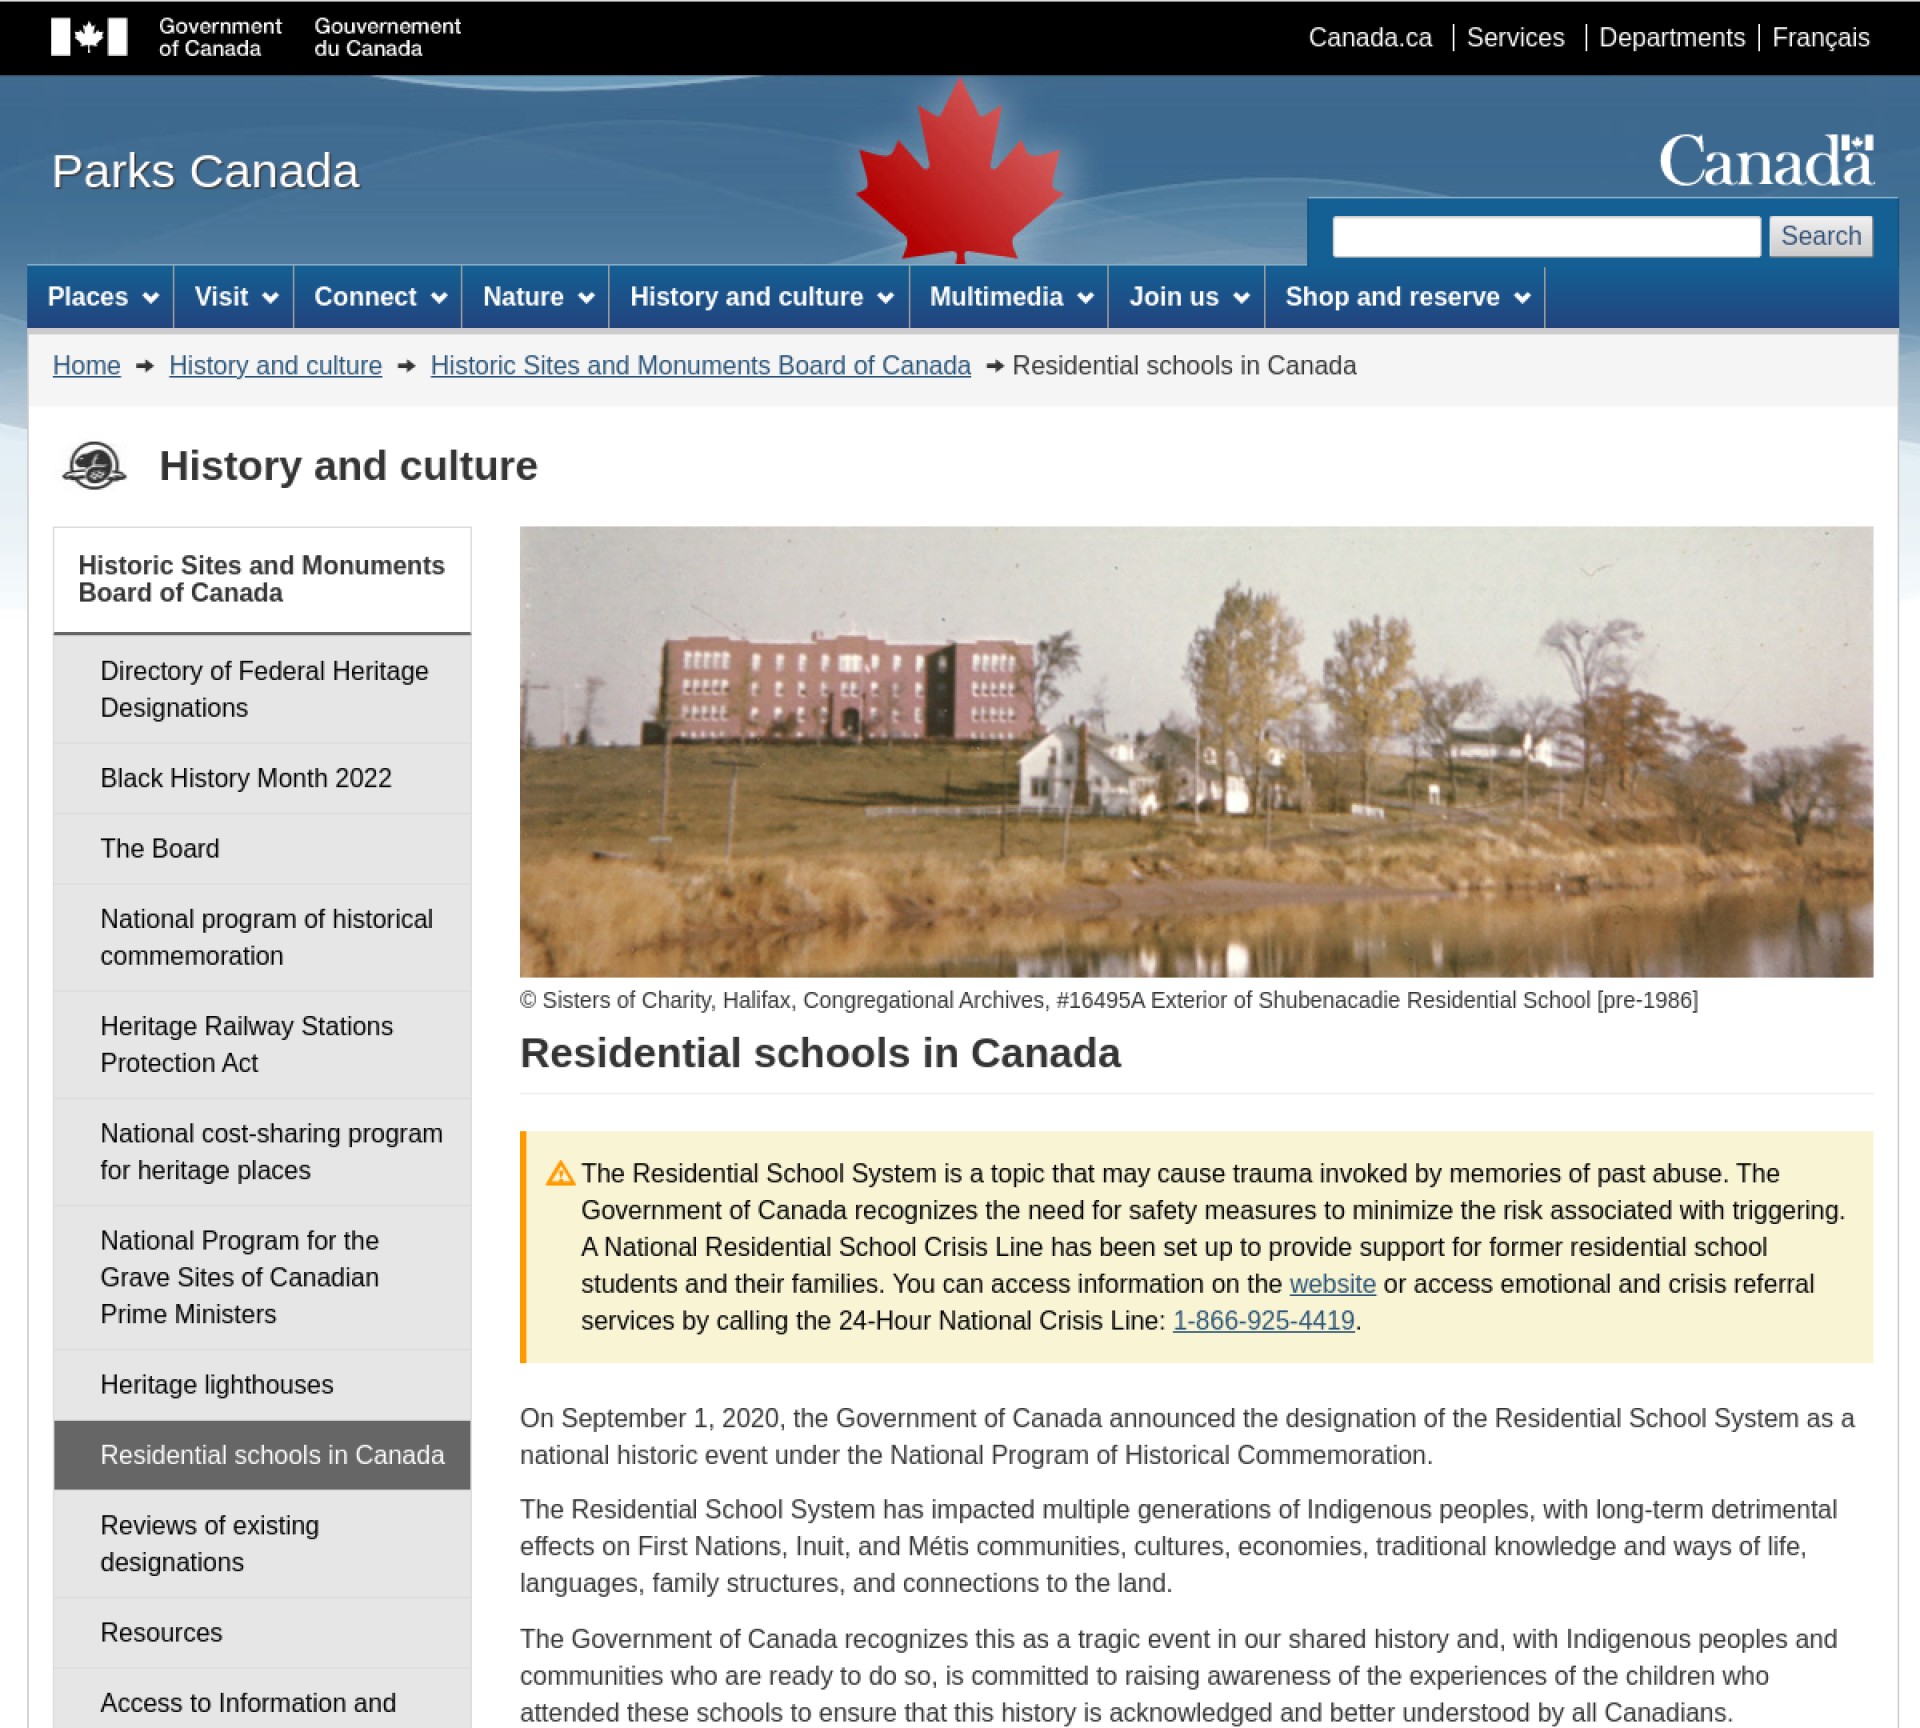 Government
of Canada
Gouvernement
du Canada
Canada.ca
Services
Departments
Français
Parks Canada
Canada
Search
Places
Visit
Connect
Nature
History and culture
Multimedia
Join us
Shop and reserve
Home
History and culture
Historic Sites and Monuments Board of Canada
Residential schools in Canada
History and culture
Historic Sites and Monuments
Board of Canada
Directory of Federal Heritage
Designations
Black History Month 2022
The Board
National program of historical
commemoration
Heritage Railway Stations
Protection Act
National cost-sharing program
for heritage places
National Program for the
Grave Sites of Canadian
Prime Ministers
Heritage lighthouses
Residential schools in Canada
Reviews of existing
designations
Resources
Access to Information and
© Sisters of Charity, Halifax, Congregational Archives, #16495A Exterior of Shubenacadie Residential School [pre-1986]
Residential schools in Canada
The Residential School System is a topic that may cause trauma invoked by memories of past abuse. The
Government of Canada recognizes the need for safety measures to minimize the risk associated with triggering.
A National Residential School Crisis Line has been set up to provide support for former residential school
students and their families. You can access information on the website or access emotional and crisis referral
services by calling the 24-Hour National Crisis Line: 1-866-925-4419.
On September 1, 2020, the Government of Canada announced the designation of the Residential School System as a
national historic event under the National Program of Historical Commemoration.
The Residential School System has impacted multiple generations of Indigenous peoples, with long-term detrimental
effects on First Nations, Inuit, and Métis communities, cultures, economies, traditional knowledge and ways of life,
languages, family structures, and connections to the land.
The Government of Canada recognizes this as a tragic event in our shared history and, with Indigenous peoples and
communities who are ready to do so, is committed to raising awareness of the experiences of the children who
attended these schools to ensure that this history is acknowledged and better understood by all Canadians.